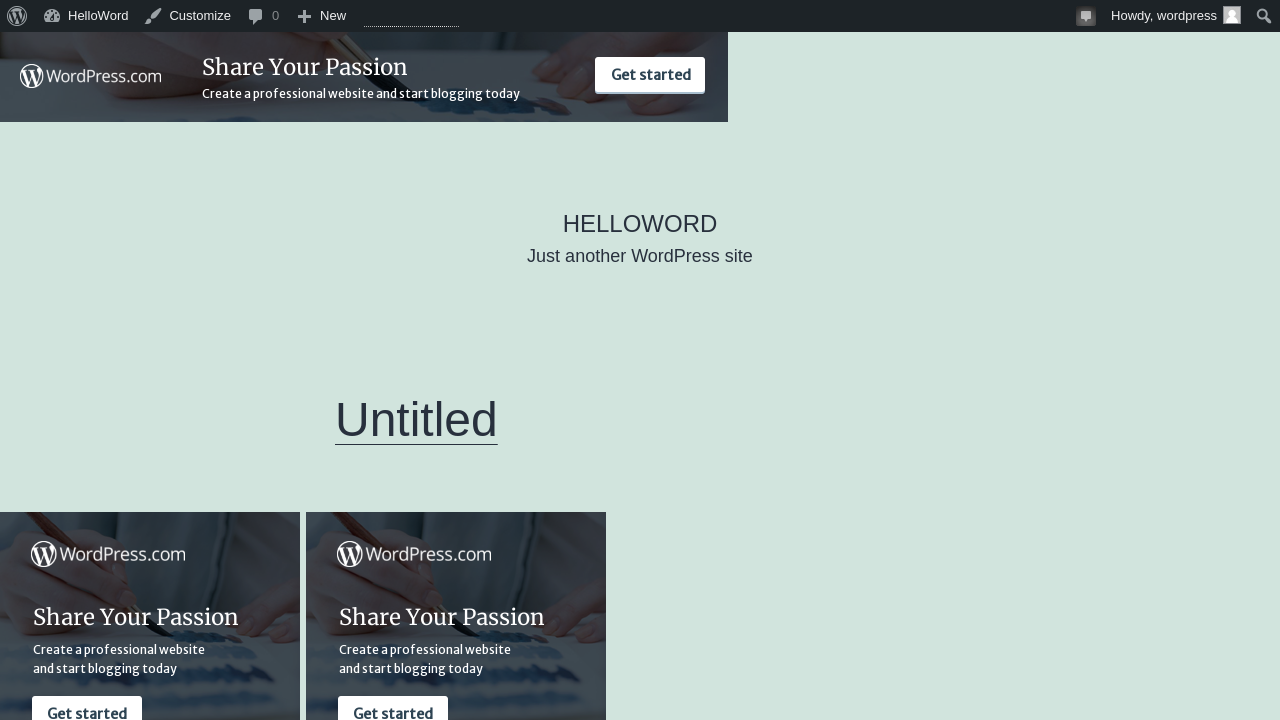 HelloWord Customize 0 New Howdy, wordpress
WordPress.com
Share Your Passion
Create a professional website and start blogging today
Get started
HELLOWORD
Just another WordPress site
Untitled
WordPress.com
Share Your Passion
Create a professional website
and start blogging today
Get started
WordPress.com
Share Your Passion
Create a professional website
and start blogging today
Get started